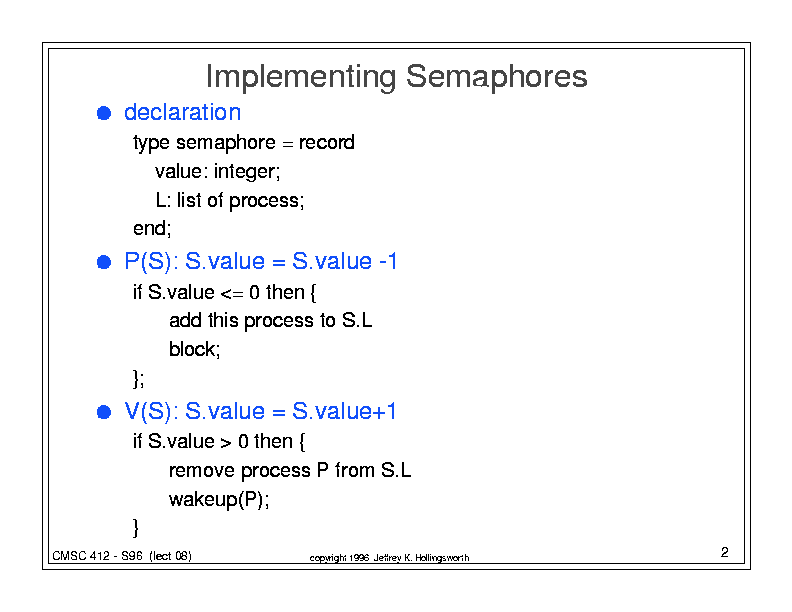 Implementing Semaphores
● declaration
type semaphore = record
value: integer;
L: list of process;
end;
● P(S): S.value = S.value -1
if S.value <= 0 then {
add this process to S.L
block;
};
● V(S): S.value = S.value+1
if S.value > 0 then {
remove process P from S.L
wakeup(P);
}
CMSC 412 - S96 (lect 08)
copyright 1996 Jeffrey K. Hollingsworth
2